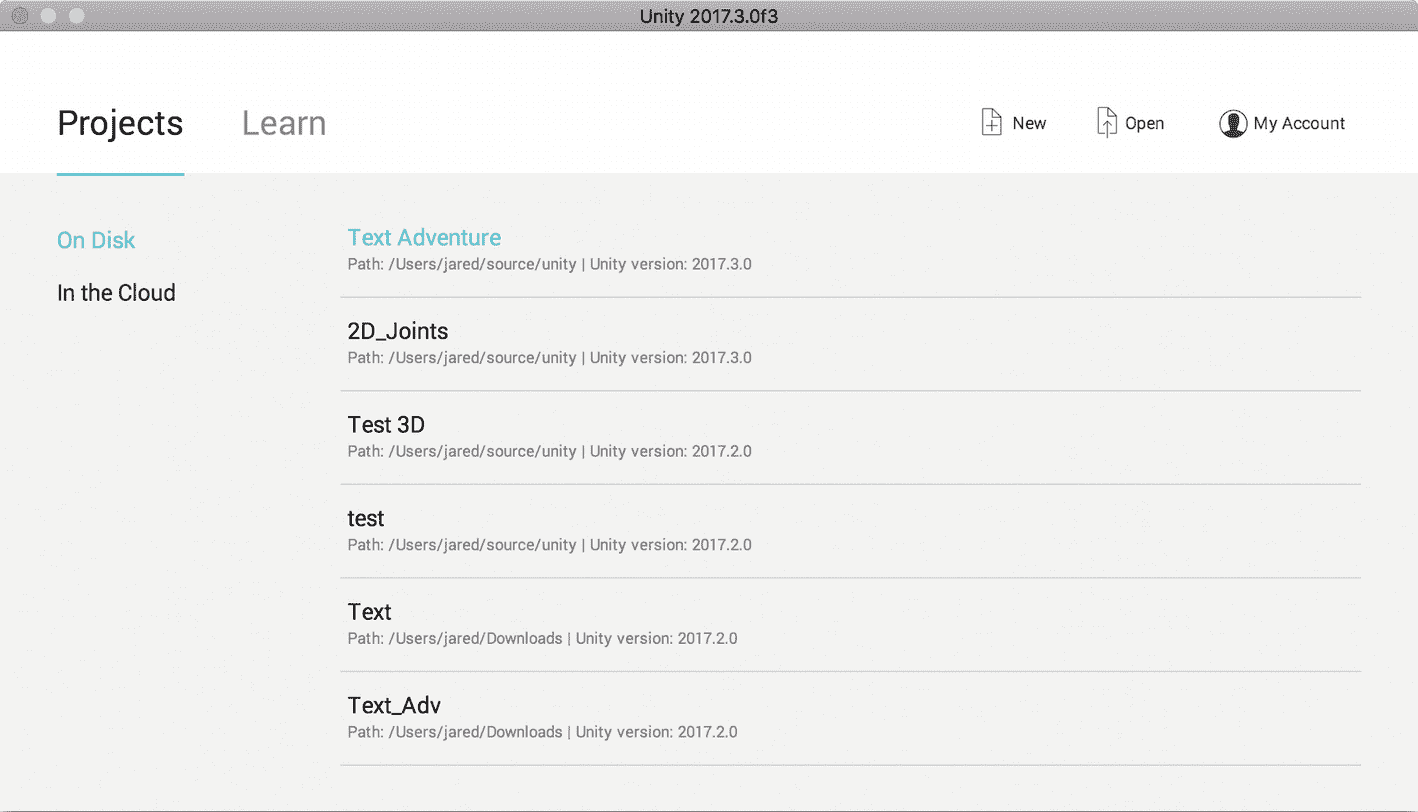 Unity 2017.3.0f3
Projects
Learn
New
Open
My Account
On Disk
In the Cloud
Text Adventure
Path: /Users/jared/source/unity | Unity version: 2017.3.0
2D_Joints
Path: /Users/jared/source/unity | Unity version: 2017.3.0
Test 3D
Path: /Users/jared/source/unity | Unity version: 2017.2.0
test
Path: /Users/jared/source/unity | Unity version: 2017.2.0
Text
Path: /Users/jared/Downloads | Unity version: 2017.2.0
Text_Adv
Path: /Users/jared/Downloads | Unity version: 2017.2.0